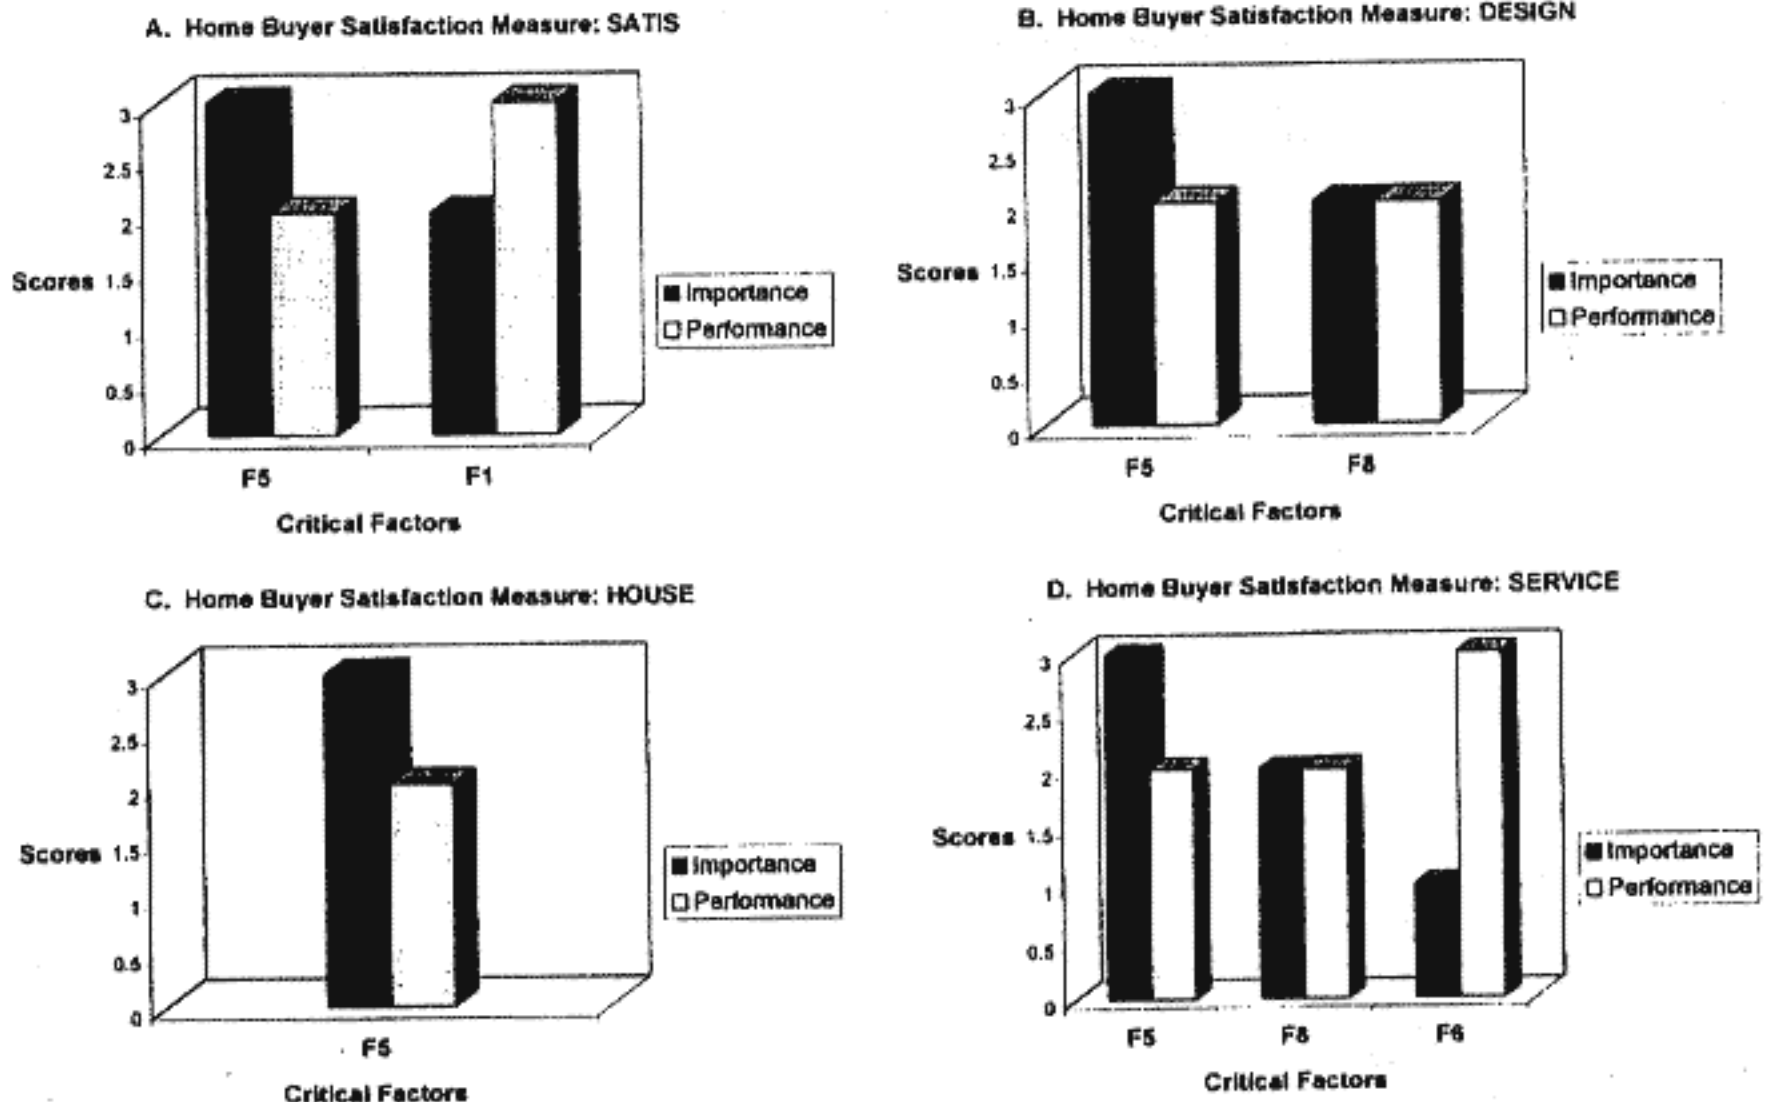 A. Home Buyer Satisfaction Measure: SATIS
3
2.5
2
Scores 1.5
1
0.5
0
F5 F1
Critical Factors
Importance
Performance
B. Home Buyer Satisfaction Measure: DESIGN
3
2.5
2
Scores 1.5
1
0.5
0
F5 F8
Critical Factors
Importance
Performance
C. Home Buyer Satisfaction Measure: HOUSE
3
2.5
2
Scores 1.5
1
0.5
0
F5
Critical Factors
Importance
Performance
D. Home Buyer Satisfaction Measure: SERVICE
3
2.5
2
Scores 1.5
1
0.5
0
F5 F8 F6
Critical Factors
Importance
Performance